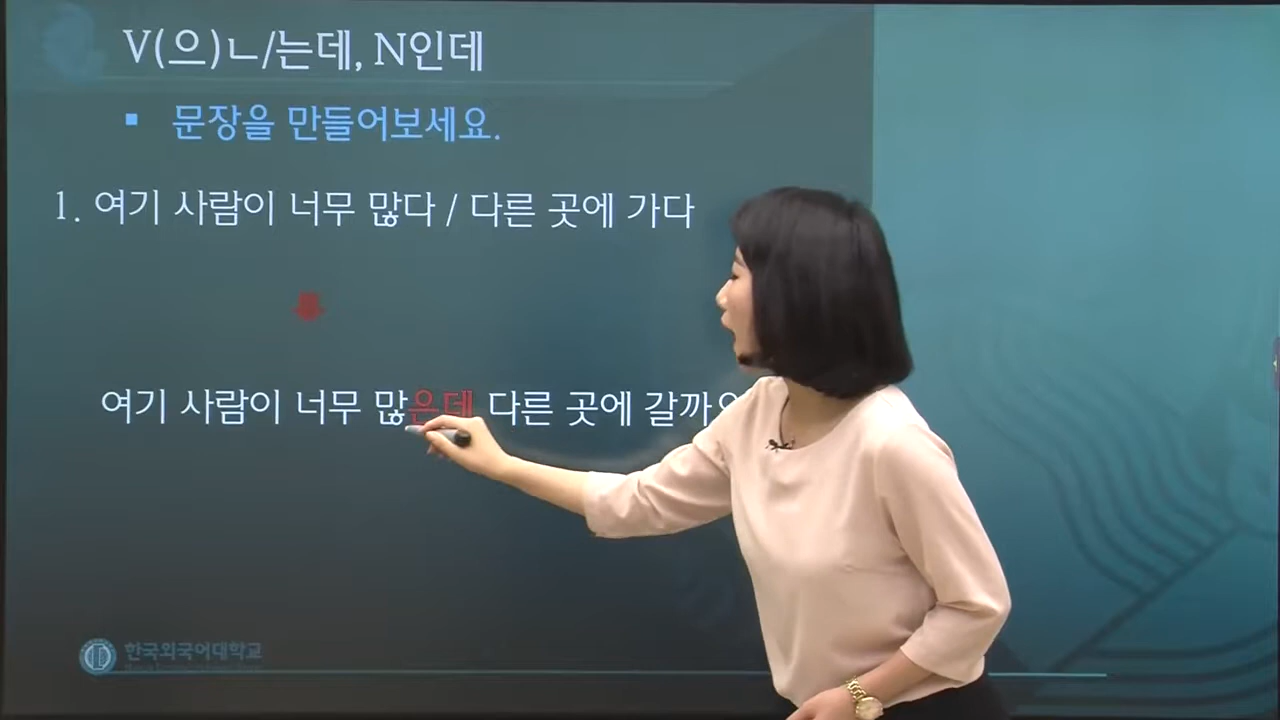 V(으)ㄴ/는데, N인데
▪ 문장을 만들어보세요.
1. 여기 사람이 너무 많다 / 다른 곳에 가다
여기 사람이 너무 많은데 다른 곳에 갈까
한국외국어대학교